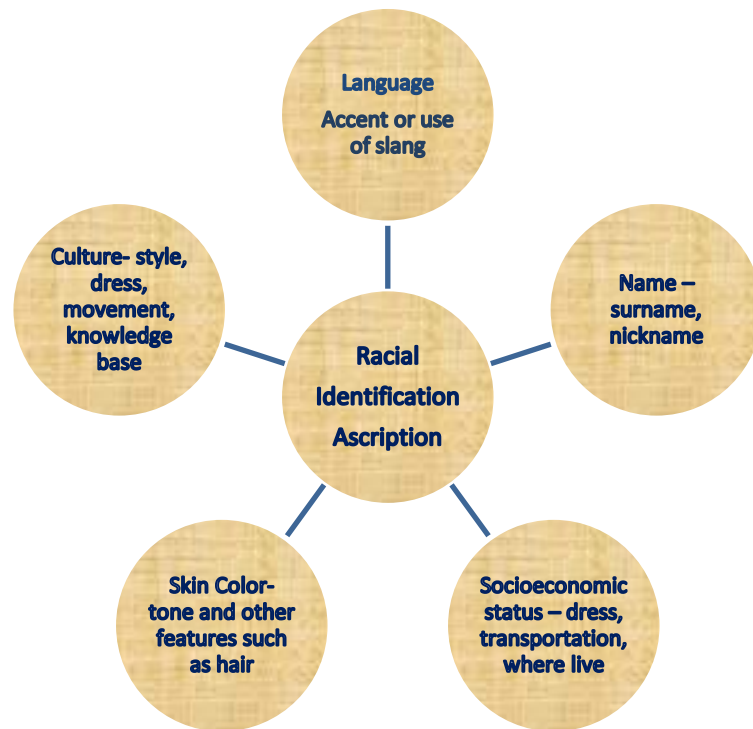 Language
Accent or use
of slang
Culture- style,
dress,
movement,
knowledge
base
Name –
surname,
nickname
Racial
Identification
Ascription
Skin Color-
tone and other
features such
as hair
Socioeconomic
status – dress,
transportation,
where live